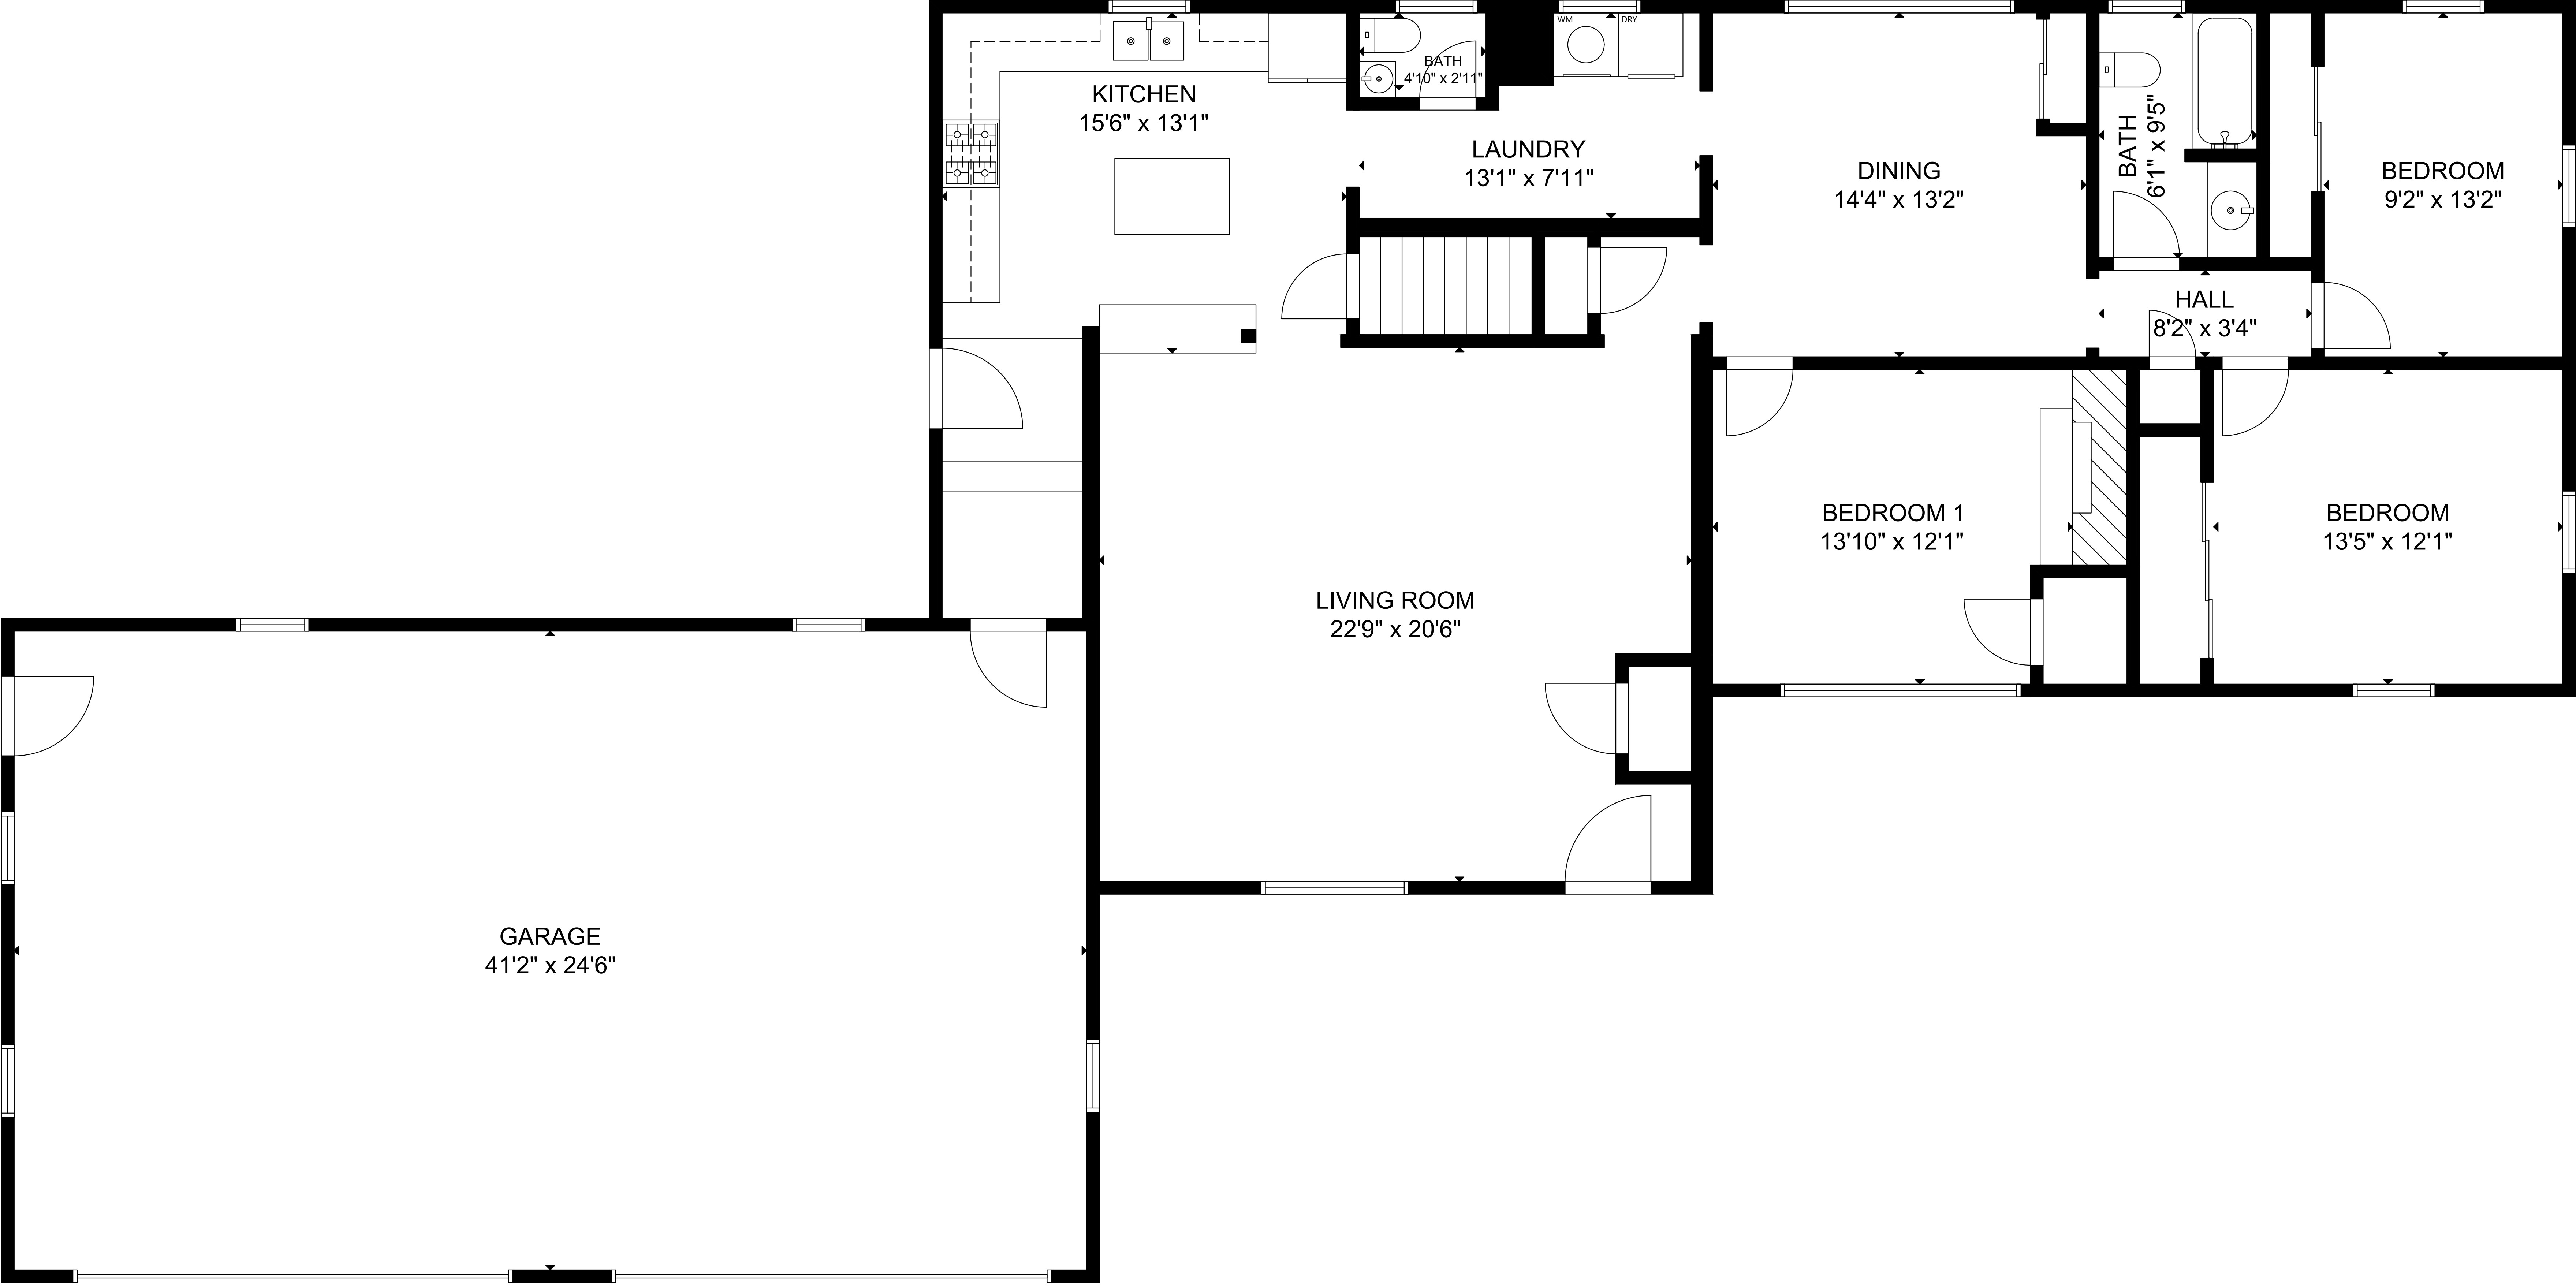 KITCHEN
15'6" x 13'1"
BATH
4'10" x 2'11"
WM
DRY
LAUNDRY
13'1" x 7'11"
DINING
14'4" x 13'2"
BATH
6'1" x 9'5"
BEDROOM
9'2" x 13'2"
HALL
8'2" x 3'4"
LIVING ROOM
22'9" x 20'6"
BEDROOM 1
13'10" x 12'1"
BEDROOM
13'5" x 12'1"
GARAGE
41'2" x 24'6"